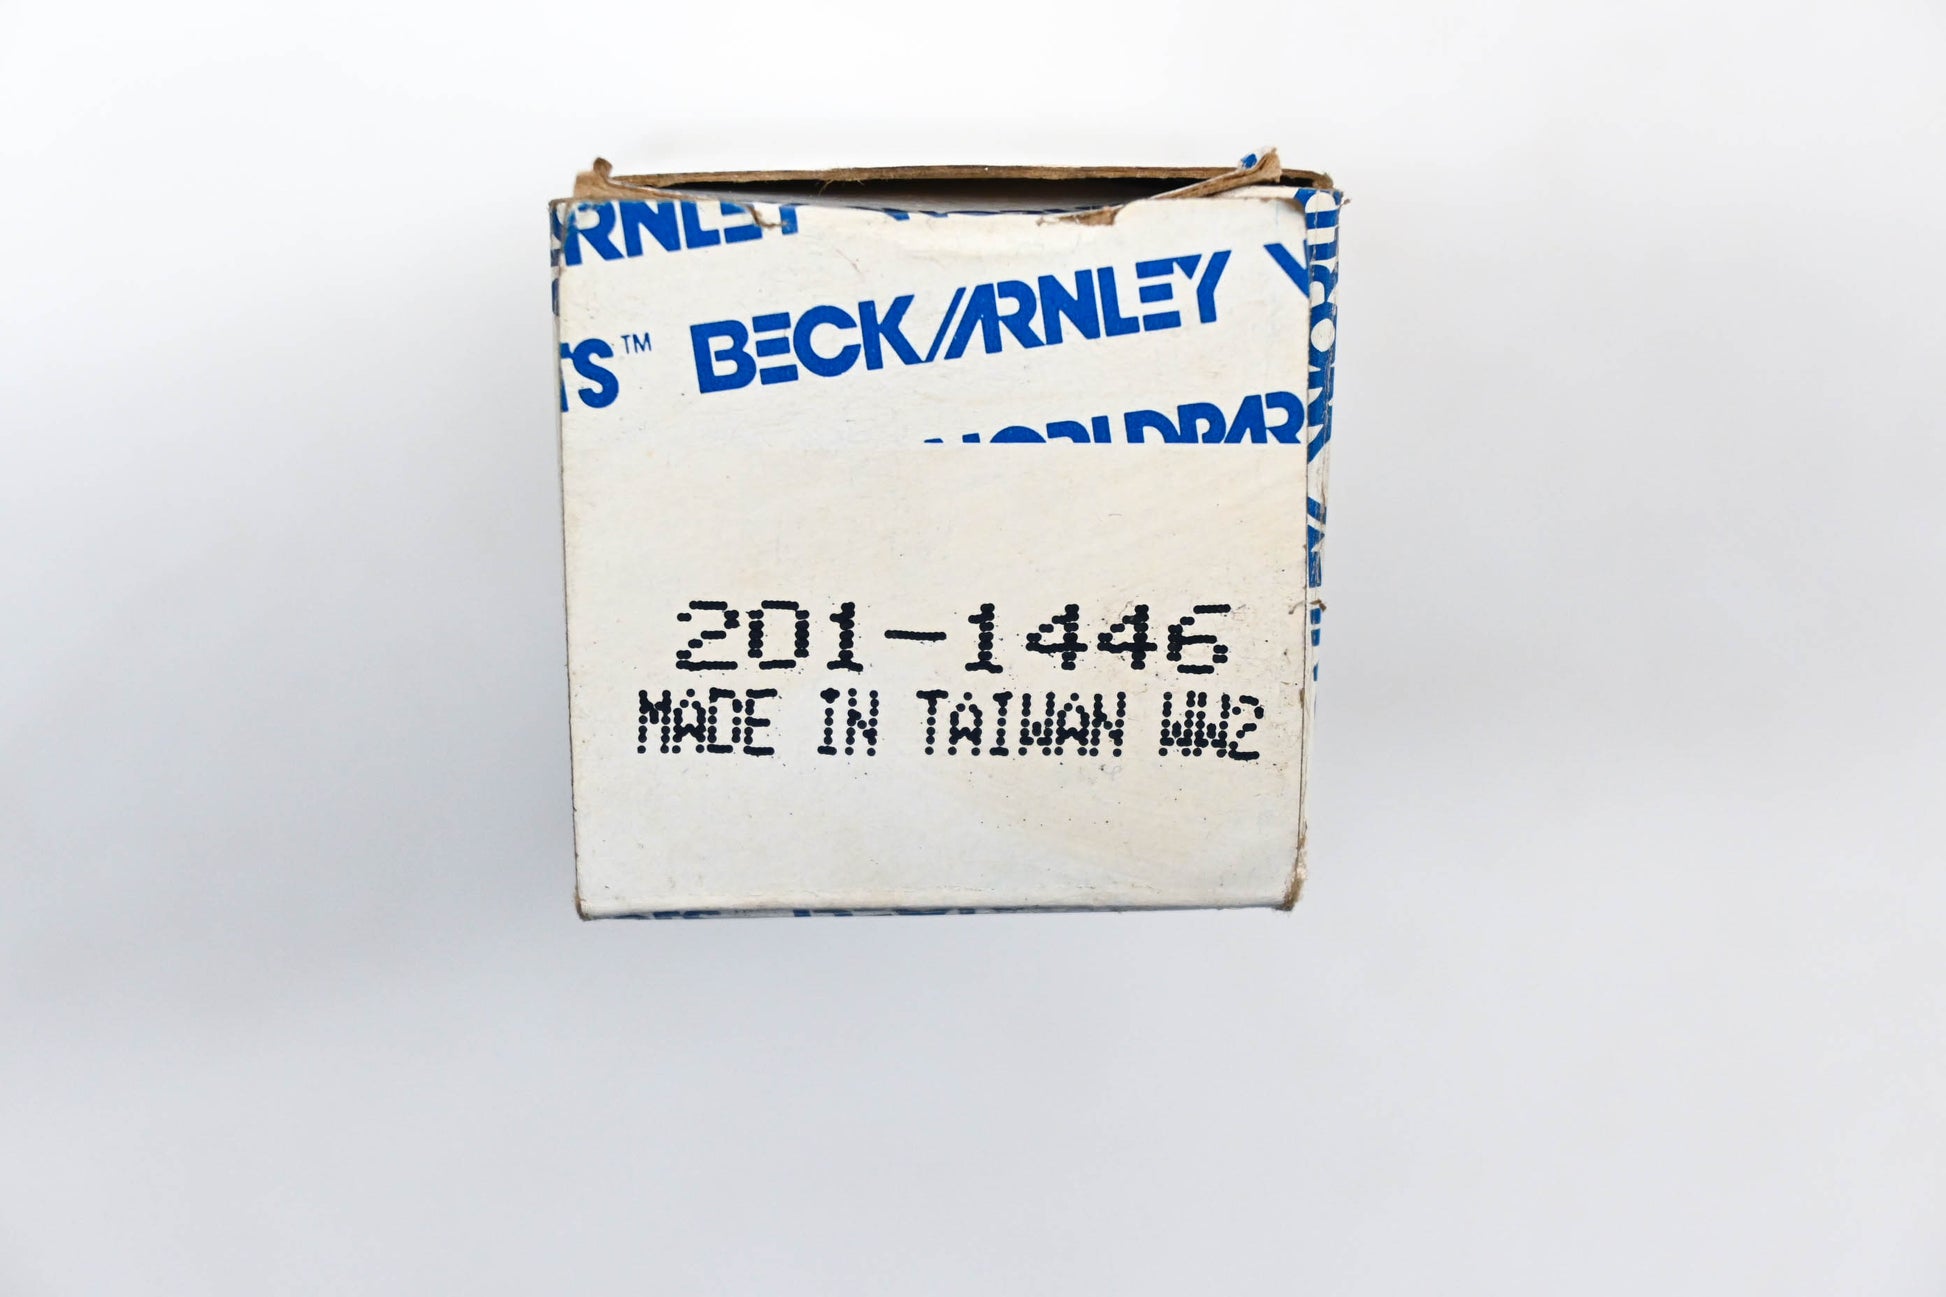 RNLEY
TS™ BECK/ARNLEY
WORLDPAR
201-1446
MADE IN TAIWAN WW2